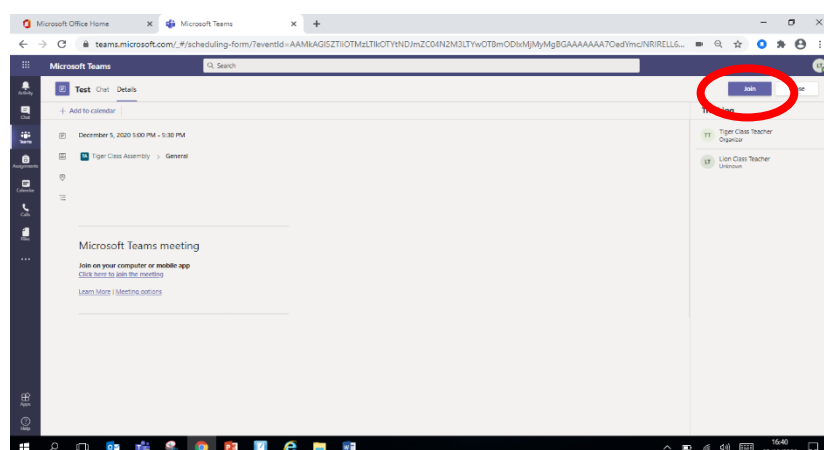 Microsoft Office Home
Microsoft Teams
teams.microsoft.com/_#/scheduling-form/?eventId=AAMkAGI5ZTIiOTMzLTlkOTYtNDJmZC04N2M3LTYwOTBmODIxMjMyMgBGAAAAAAA7OedYmcJNRIRELL6...
Microsoft Teams
Search
Activity
Test Chat Details
Join
Chat
+ Add to calendar
Teams
December 5, 2020 5:00 PM - 5:30 PM
TT Tiger Class Teacher
Organizer
Assignments
Tiger Class Assembly > General
LT Lion Class Teacher
Unknown
Calendar
Calls
Files
Microsoft Teams meeting
Join on your computer or mobile app
Click here to join the meeting
Learn More | Meeting options
Apps
Help
16:40